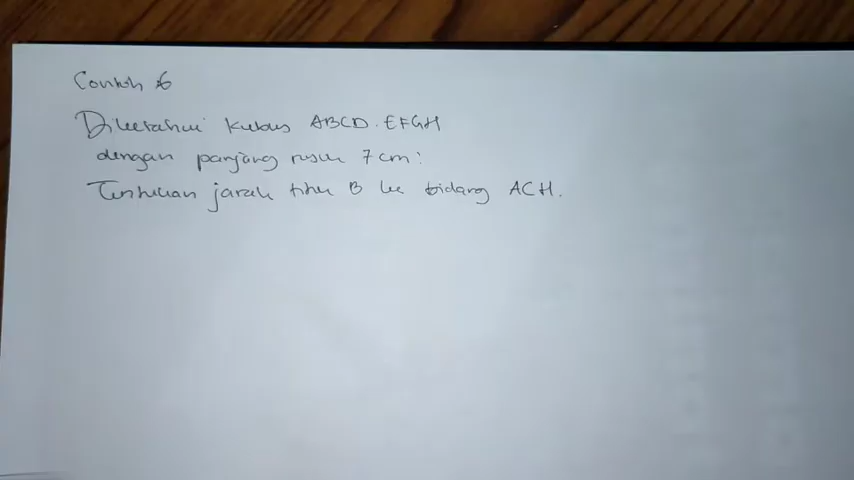 Contoh 6
Diketahui kubus ABCD.EFGH
dengan panjang rusuk 7 cm.
Tentukan jarak titik B ke bidang ACH.